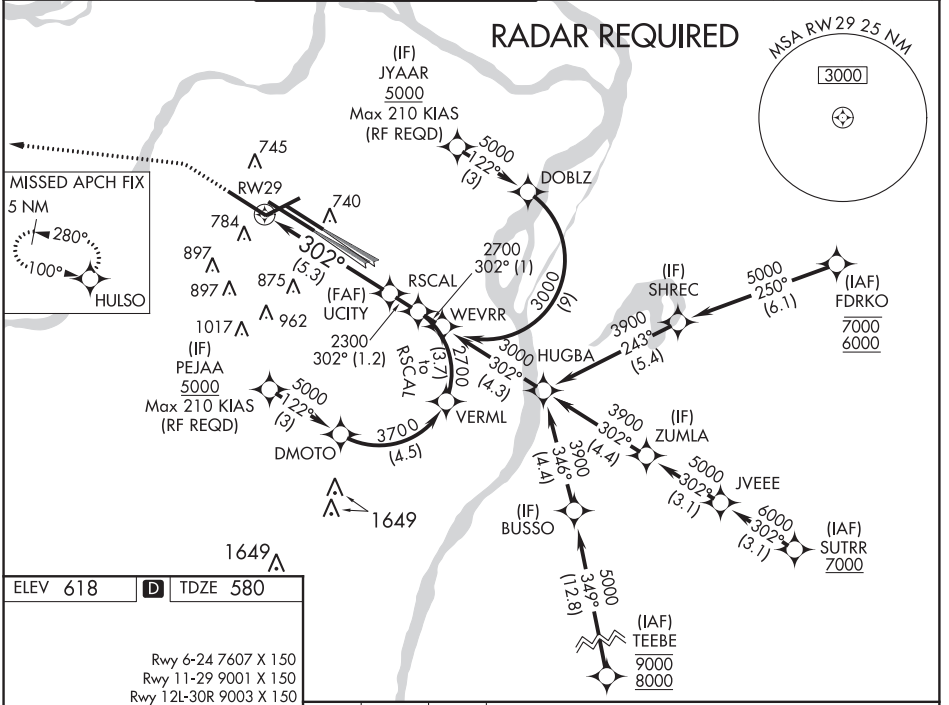 RADAR REQUIRED
MSA RW29 25 NM
3000
(IF)
JYAAR
5000
Max 210 KIAS
(RF REQD)
5000
122°
(3)
DOBLZ
745
RW29
740
784
897
897
875
962
1017
MISSED APCH FIX
5 NM
280°
100°
HULSO
302°
(5.3)
(FAF)
UCITY
RSCAL
2700
302° (1)
WEVRR
3000
(9)
2300
302° (1.2)
2700
(3.7)
to
RSCAL
VERML
3000
302°
(4.3)
HUGBA
(IF)
SHREC
3900
243°
(5.4)
5000
250°
(6.1)
(IAF)
FDRKO
7000
6000
(IF)
PEJAA
5000
Max 210 KIAS
(RF REQD)
5000
122°
(3)
DMOTO
3700
(4.5)
3900
302°
(4.4)
(IF)
ZUMLA
5000
302°
(3.1)
JVEEE
6000
302°
(3.1)
(IAF)
SUTRR
7000
3900
346°
(4.4)
(IF)
BUSSO
5000
349°
(12.8)
(IAF)
TEEBE
9000
8000
1649
1649
ELEV 618
D
TDZE 580
Rwy 6-24 7607 X 150
Rwy 11-29 9001 X 150
Rwy 12L-30R 9003 X 150